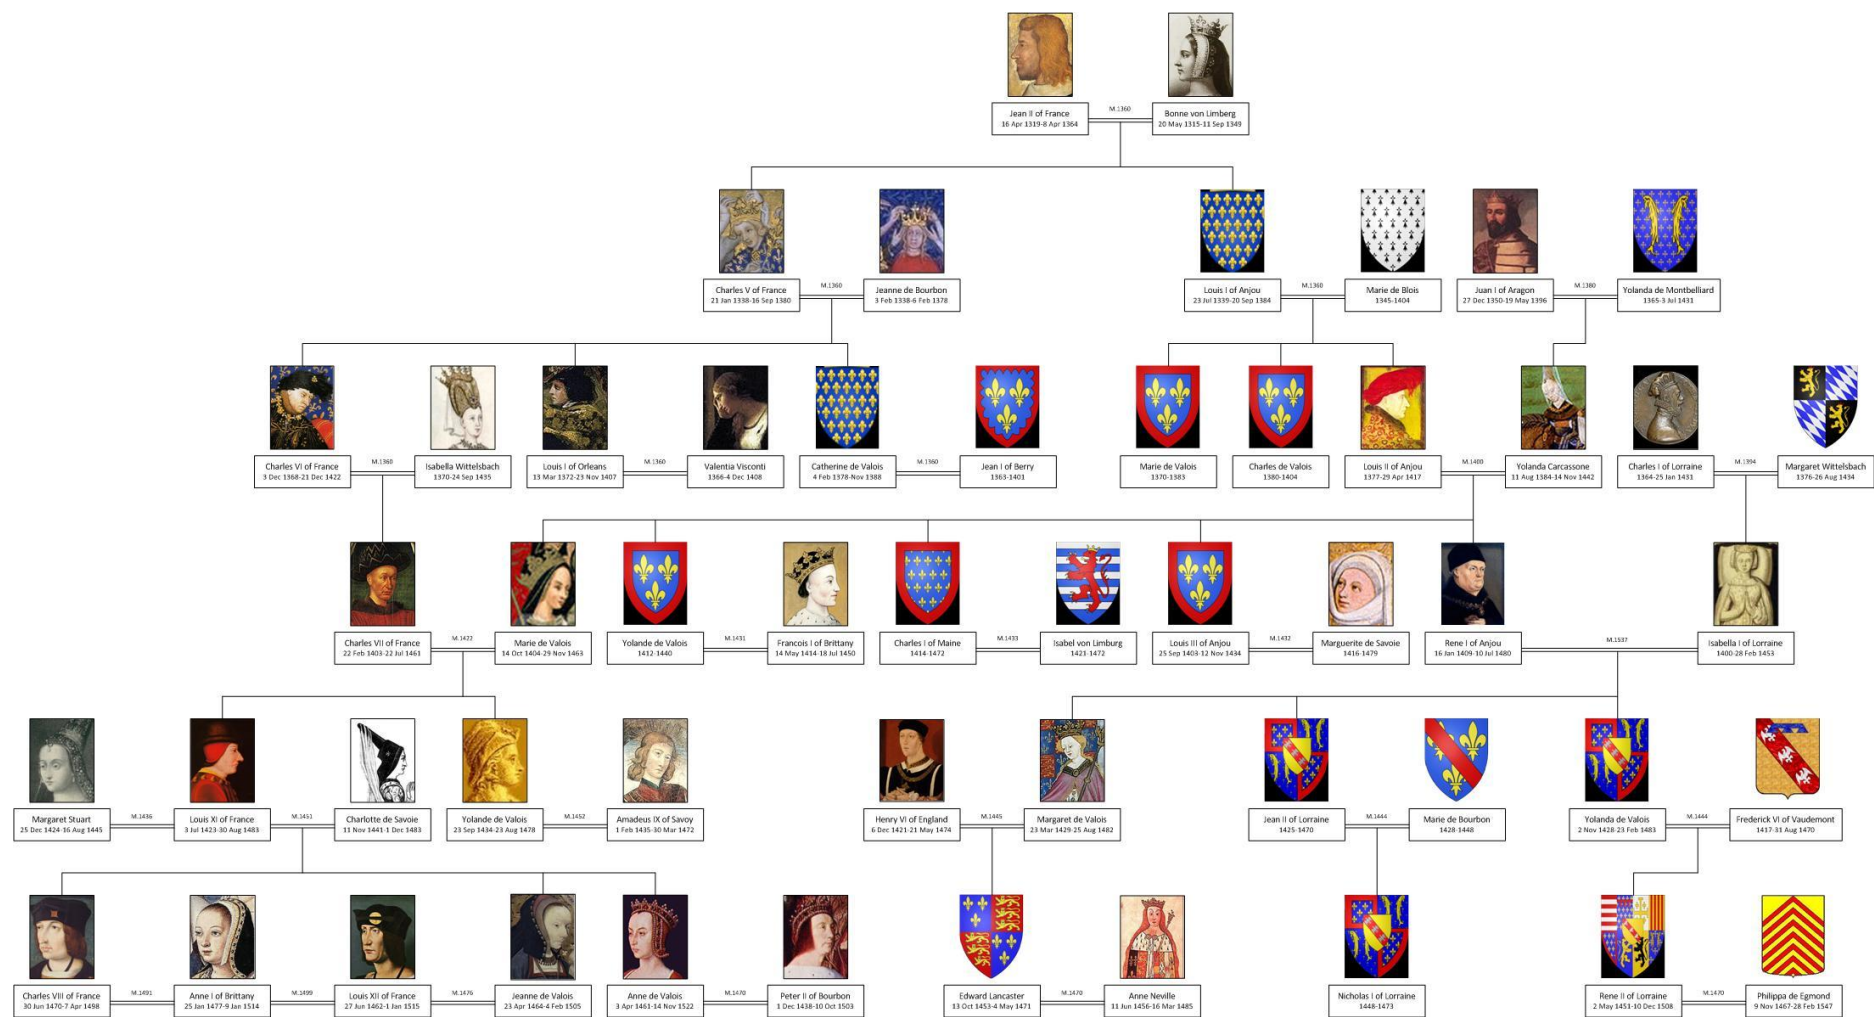 M.1360
Jean II of France
16 Apr 1319-8 Apr 1364
Bonne von Limberg
20 May 1315-11 Sep 1349
M.1360
Charles V of France
21 Jan 1338-16 Sep 1380
Jeanne de Bourbon
3 Feb 1338-6 Feb 1378
M.1360
Louis I of Anjou
23 Jul 1339-20 Sep 1384
Marie de Blois
1345-1404
M.1380
Juan I of Aragon
27 Dec 1350-19 May 1396
Yolanda de Montbelliard
1365-3 Jul 1431
M.1360
Charles VI of France
3 Dec 1368-21 Dec 1422
Isabella Wittelsbach
1370-24 Sep 1435
M.1360
Louis I of Orleans
13 Mar 1372-23 Nov 1407
Valentia Visconti
1366-4 Dec 1408
M.1360
Catherine de Valois
4 Feb 1378-Nov 1388
Jean I of Berry
1363-1401
Marie de Valois
1370-1383
Charles de Valois
1380-1404
M.1400
Louis II of Anjou
1377-29 Apr 1417
Yolanda Carcassone
11 Aug 1384-14 Nov 1442
M.1394
Charles I of Lorraine
1364-25 Jan 1431
Margaret Wittelsbach
1376-26 Aug 1434
M.1422
Charles VII of France
22 Feb 1403-22 Jul 1461
Marie de Valois
14 Oct 1404-29 Nov 1463
M.1431
Yolande de Valois
1412-1440
Francois I of Brittany
14 May 1414-18 Jul 1450
M.1433
Charles I of Maine
1414-1472
Isabel von Limburg
1421-1472
M.1432
Louis III of Anjou
25 Sep 1403-12 Nov 1434
Marguerite de Savoie
1416-1479
M.1537
Rene I of Anjou
16 Jan 1409-10 Jul 1480
Isabella I of Lorraine
1400-28 Feb 1453
M.1436
Margaret Stuart
25 Dec 1424-16 Aug 1445
Louis XI of France
3 Jul 1423-30 Aug 1483
M.1451
Charlotte de Savoie
11 Nov 1441-1 Dec 1483
M.1452
Yolande de Valois
23 Sep 1434-23 Aug 1478
Amadeus IX of Savoy
1 Feb 1435-30 Mar 1472
M.1445
Henry VI of England
6 Dec 1421-21 May 1474
Margaret de Valois
23 Mar 1429-25 Aug 1482
M.1444
Jean II of Lorraine
1425-1470
Marie de Bourbon
1428-1448
M.1444
Yolanda de Valois
2 Nov 1428-23 Feb 1483
Frederick VI of Vaudemont
1417-31 Aug 1470
M.1491
Charles VIII of France
30 Jun 1470-7 Apr 1498
Anne I of Brittany
25 Jan 1477-9 Jan 1514
M.1499
Louis XII of France
27 Jun 1462-1 Jan 1515
M.1476
Jeanne de Valois
23 Apr 1464-4 Feb 1505
M.1470
Anne de Valois
3 Apr 1461-14 Nov 1522
Peter II of Bourbon
1 Dec 1438-10 Oct 1503
M.1470
Edward Lancaster
13 Oct 1453-4 May 1471
Anne Neville
11 Jun 1456-16 Mar 1485
Nicholas I of Lorraine
1448-1473
M.1470
Rene II of Lorraine
2 May 1451-10 Dec 1508
Philippa de Egmond
9 Nov 1467-28 Feb 1547